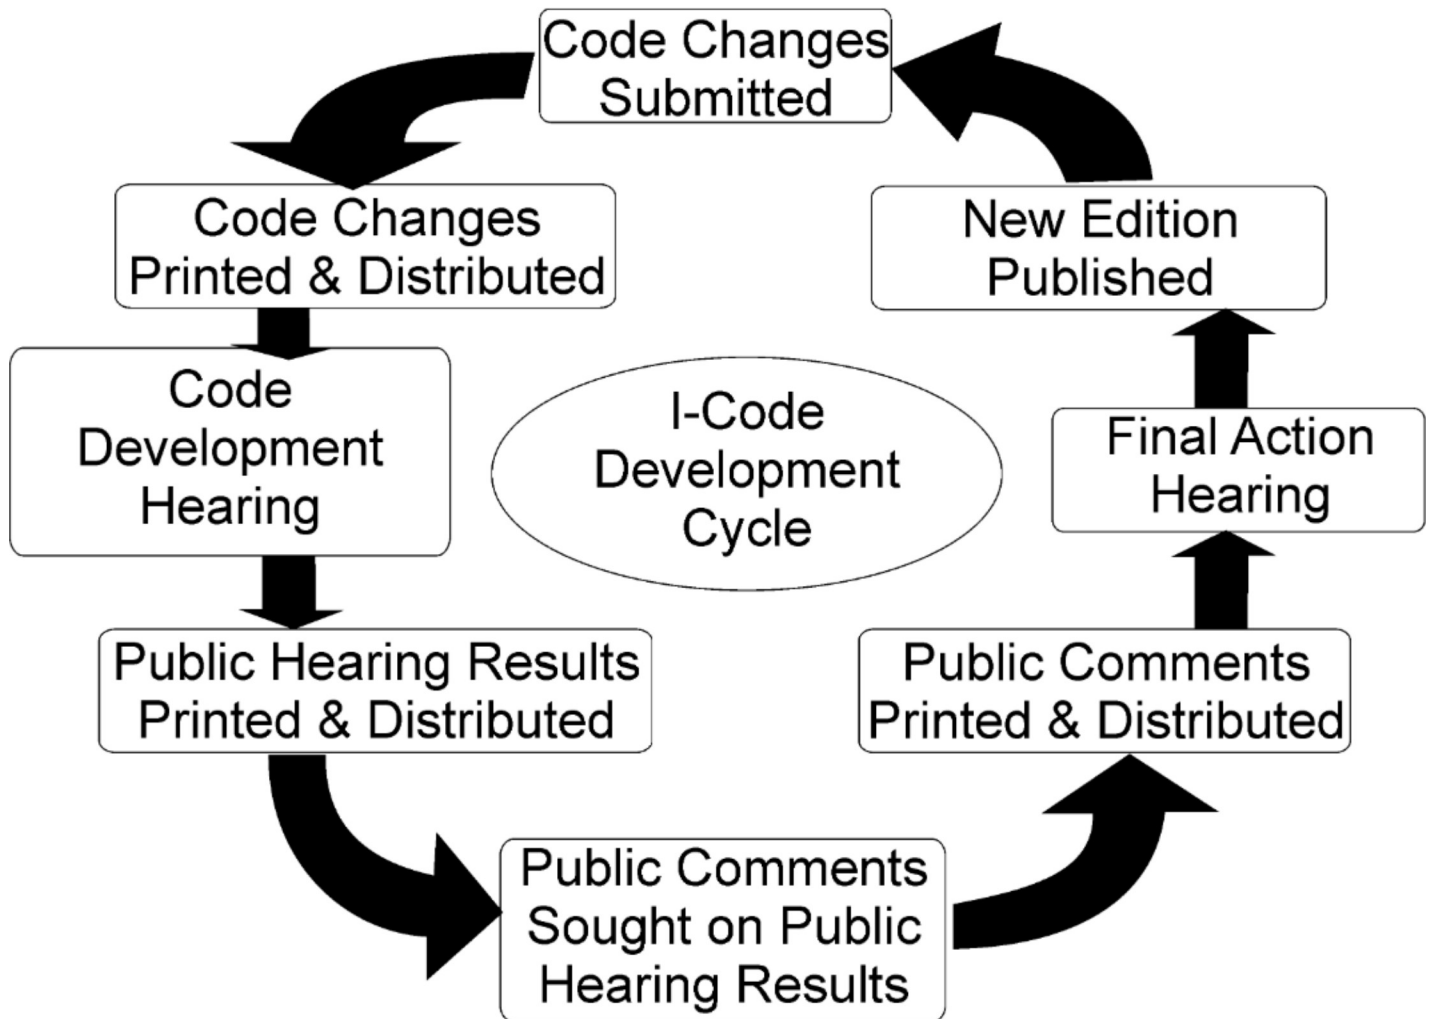 Code Changes
Submitted
Code Changes
Printed & Distributed
Code
Development
Hearing
Public Hearing Results
Printed & Distributed
Public Comments
Sought on Public
Hearing Results
Public Comments
Printed & Distributed
Final Action
Hearing
New Edition
Published
I-Code
Development
Cycle